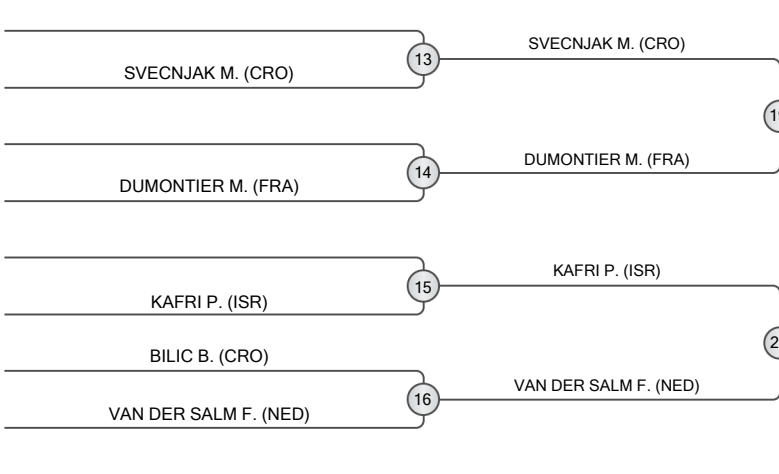 SVECNJAK M. (CRO)
13
SVECNJAK M. (CRO)
DUMONTIER M. (FRA)
14
DUMONTIER M. (FRA)
KAFRI P. (ISR)
15
KAFRI P. (ISR)
BILIC B. (CRO)
VAN DER SALM F. (NED)
16
VAN DER SALM F. (NED)